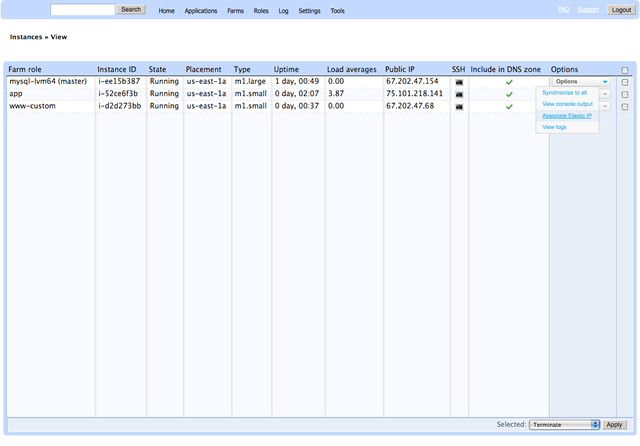 Search Home Applications Farms Roles Log Settings Tools FAQ Support Logout
Instances » View
Farm role Instance ID State Placement Type Uptime Load averages Public IP SSH Include in DNS zone Options
mysql-lvm64 (master) i-ee15b387 Running us-east-1a m1.large 1 day, 00:49 0.00 67.202.47.154 Options
app i-52ce6f3b Running us-east-1a m1.small 0 day, 02:07 3.87 75.101.218.141 Synchronize to all
www-custom i-d2d273bb Running us-east-1a m1.small 0 day, 00:37 0.00 67.202.47.68 View console output
Associate Elastic IP
View logs
Selected: Terminate Apply